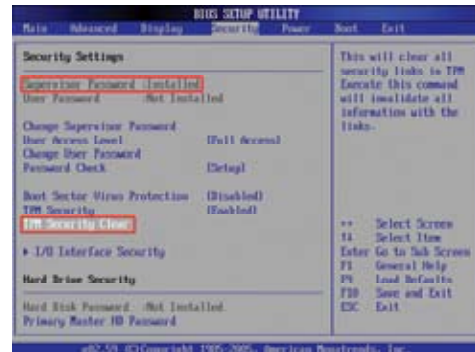 BIOS SETUP UTILITY
Main Advanced Display Security Power Boot Exit
Security Settings
Supervisor Password :Installed
User Password :Not Installed
Change Supervisor Password
User Access Level [Full Access]
Change User Password
Password Check [Setup]
Boot Sector Virus Protection [Disabled]
TPM Security [Enabled]
TPM Security Clear
I/O Interface Security
Hard Drive Security
Hard Disk Password :Not Installed
Primary Master HD Password
This will clear all
security links in TPM
Execute this command
will invalidate all
information with the
links.
Select Screen
↑↓ Select Item
Enter Go to Sub Screen
F1 General Help
F9 Load Defaults
F10 Save and Exit
ESC Exit
v02.59 (C)Copyright 1985-2005, American Megatrends, Inc.